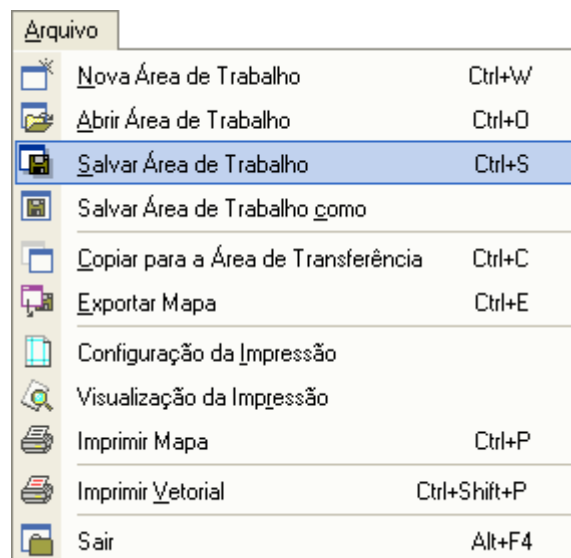 Arquivo
Nova Área de Trabalho Ctrl+W
Abrir Área de Trabalho Ctrl+O
Salvar Área de Trabalho Ctrl+S
Salvar Área de Trabalho como
Copiar para a Área de Transferência Ctrl+C
Exportar Mapa Ctrl+E
Configuração da Impressão
Visualização da Impressão
Imprimir Mapa Ctrl+P
Imprimir Vetorial Ctrl+Shift+P
Sair Alt+F4